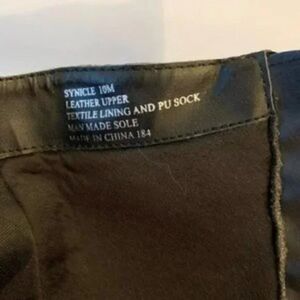 SYNICLE 10M
LEATHER UPPER
TEXTILE LINING AND PU SOCK
MAN MADE SOLE
MADE IN CHINA 184